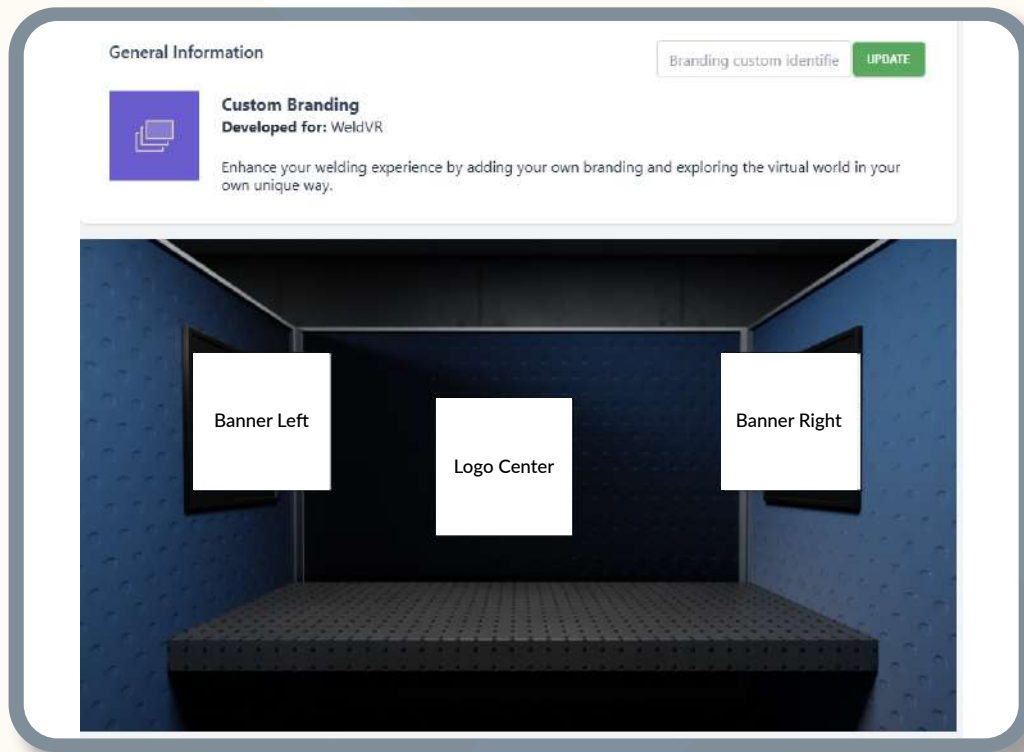 General Information
Branding custom identifie
UPDATE
Custom Branding
Developed for: WeldVR
Enhance your welding experience by adding your own branding and exploring the virtual world in your
own unique way.
Banner Left
Banner Right
Logo Center